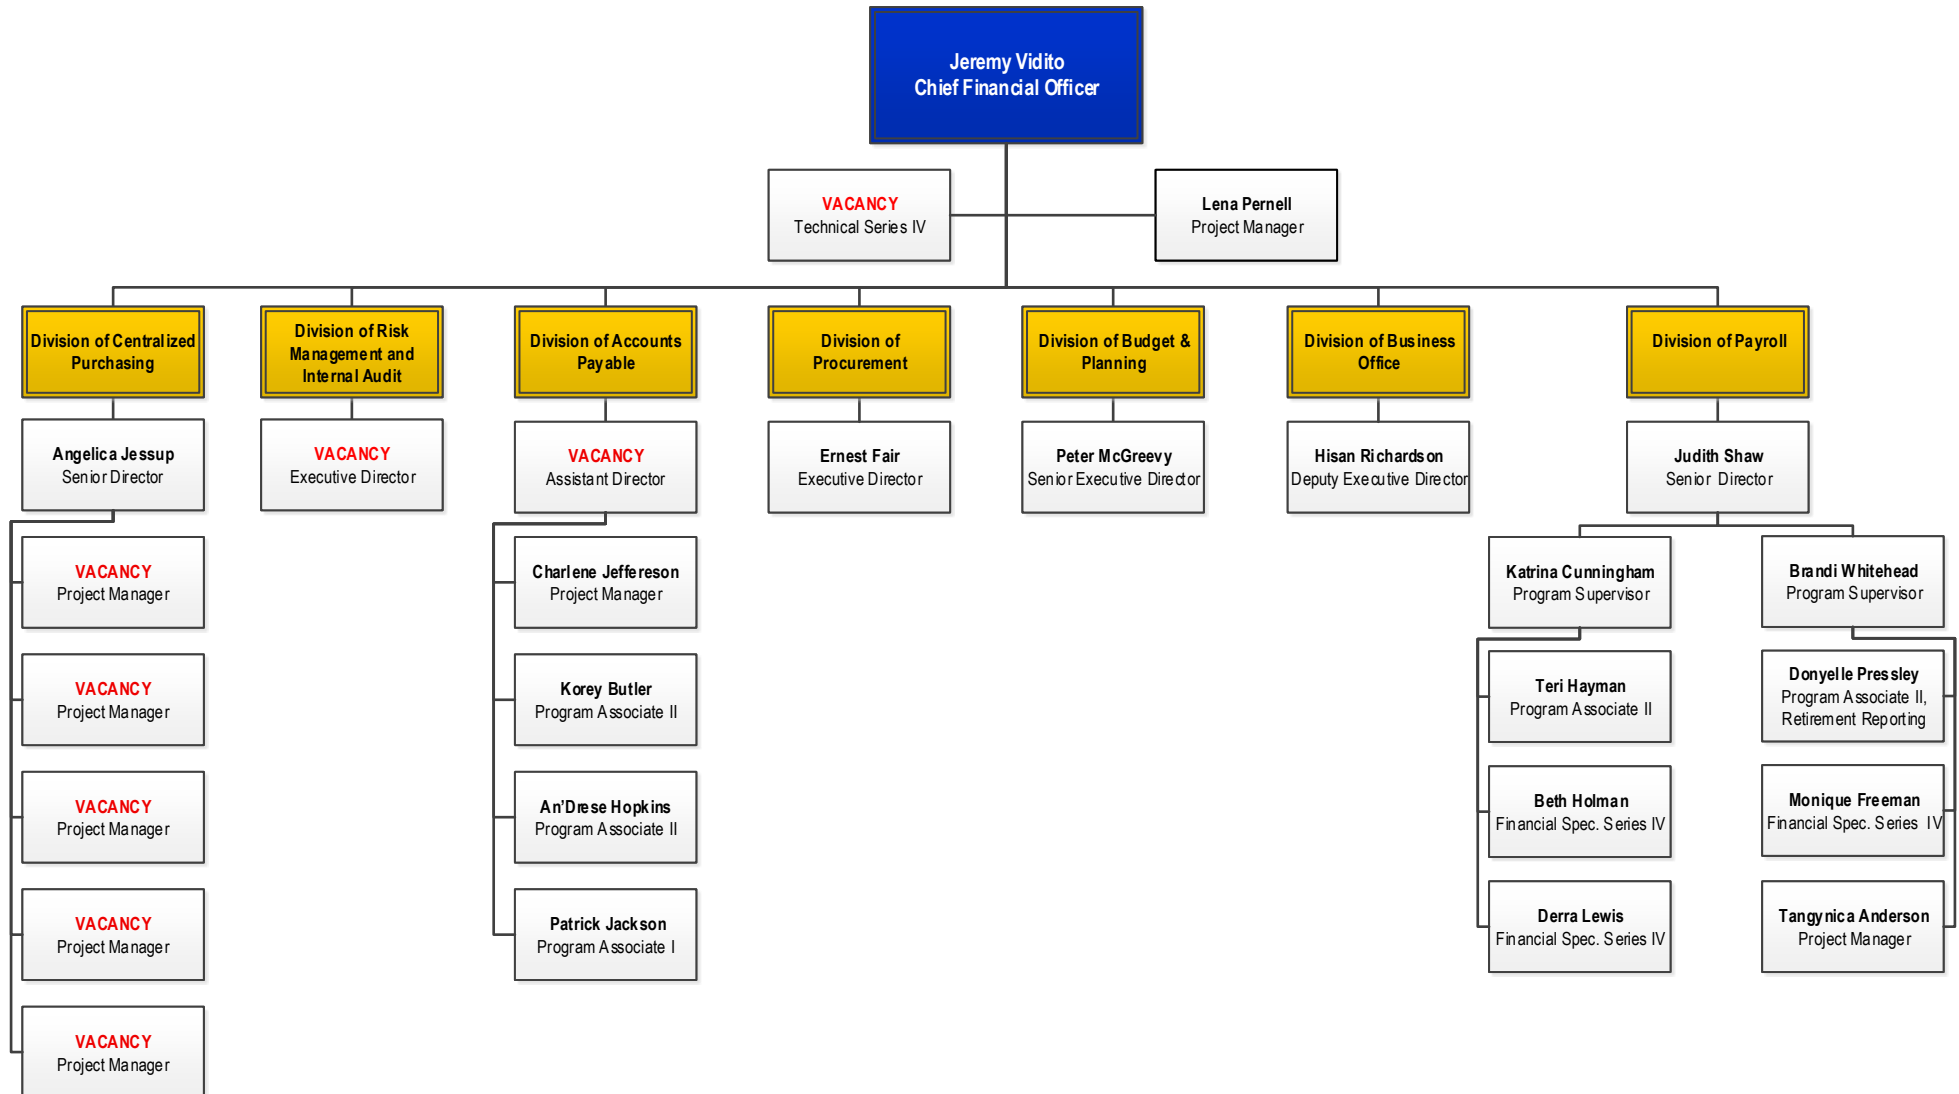 Jeremy Vidito
Chief Financial Officer
VACANCY
Technical Series IV
Lena Pernell
Project Manager
Division of Centralized
Purchasing
Division of Risk
Management and
Internal Audit
Division of Accounts
Payable
Division of
Procurement
Division of Budget &
Planning
Division of Business
Office
Division of Payroll
Angelica Jessup
Senior Director
VACANCY
Executive Director
VACANCY
Assistant Director
Ernest Fair
Executive Director
Peter McGreevy
Senior Executive Director
Hisan Richardson
Deputy Executive Director
Judith Shaw
Senior Director
VACANCY
Project Manager
Charlene Jeffereson
Project Manager
Katrina Cunningham
Program Supervisor
Brandi Whitehead
Program Supervisor
VACANCY
Project Manager
Korey Butler
Program Associate II
Teri Hayman
Program Associate II
Donyelle Pressley
Program Associate II,
Retirement Reporting
VACANCY
Project Manager
An’Drese Hopkins
Program Associate II
Beth Holman
Financial Spec. Series IV
Monique Freeman
Financial Spec. Series IV
VACANCY
Project Manager
Patrick Jackson
Program Associate I
Derra Lewis
Financial Spec. Series IV
Tangynica Anderson
Project Manager
VACANCY
Project Manager